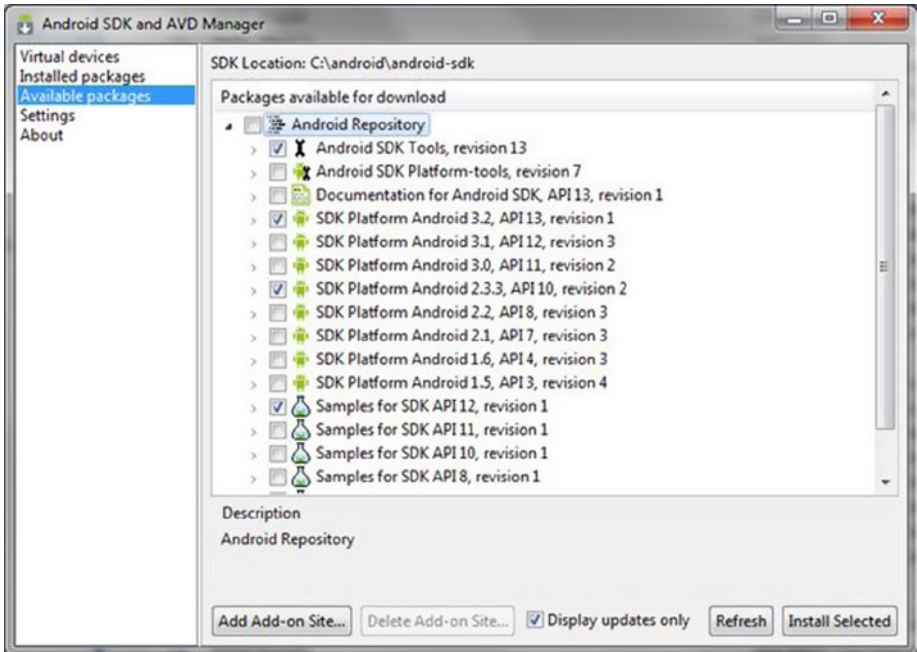 Android SDK and AVD Manager
Virtual devices
Installed packages
Available packages
Settings
About
SDK Location: C:\android\android-sdk
Packages available for download
Android Repository
Android SDK Tools, revision 13
Android SDK Platform-tools, revision 7
Documentation for Android SDK, API 13, revision 1
SDK Platform Android 3.2, API 13, revision 1
SDK Platform Android 3.1, API 12, revision 3
SDK Platform Android 3.0, API 11, revision 2
SDK Platform Android 2.3.3, API 10, revision 2
SDK Platform Android 2.2, API 8, revision 3
SDK Platform Android 2.1, API 7, revision 3
SDK Platform Android 1.6, API 4, revision 3
SDK Platform Android 1.5, API 3, revision 4
Samples for SDK API 12, revision 1
Samples for SDK API 11, revision 1
Samples for SDK API 10, revision 1
Samples for SDK API 8, revision 1
Description
Android Repository
Add Add-on Site... Delete Add-on Site... Display updates only Refresh Install Selected